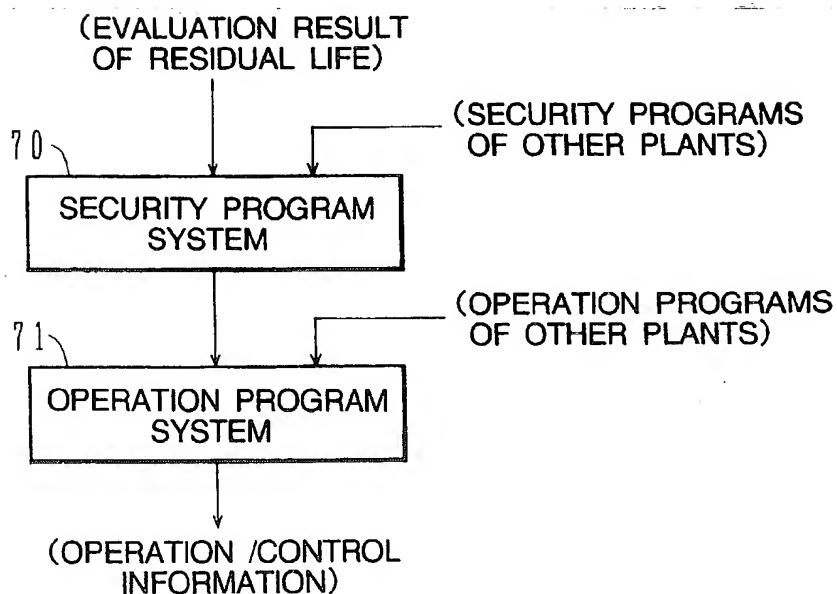 (EVALUATION RESULT
OF RESIDUAL LIFE)
(SECURITY PROGRAMS
OF OTHER PLANTS)
70
SECURITY PROGRAM
SYSTEM
(OPERATION PROGRAMS
OF OTHER PLANTS)
71
OPERATION PROGRAM
SYSTEM
(OPERATION /CONTROL
INFORMATION)